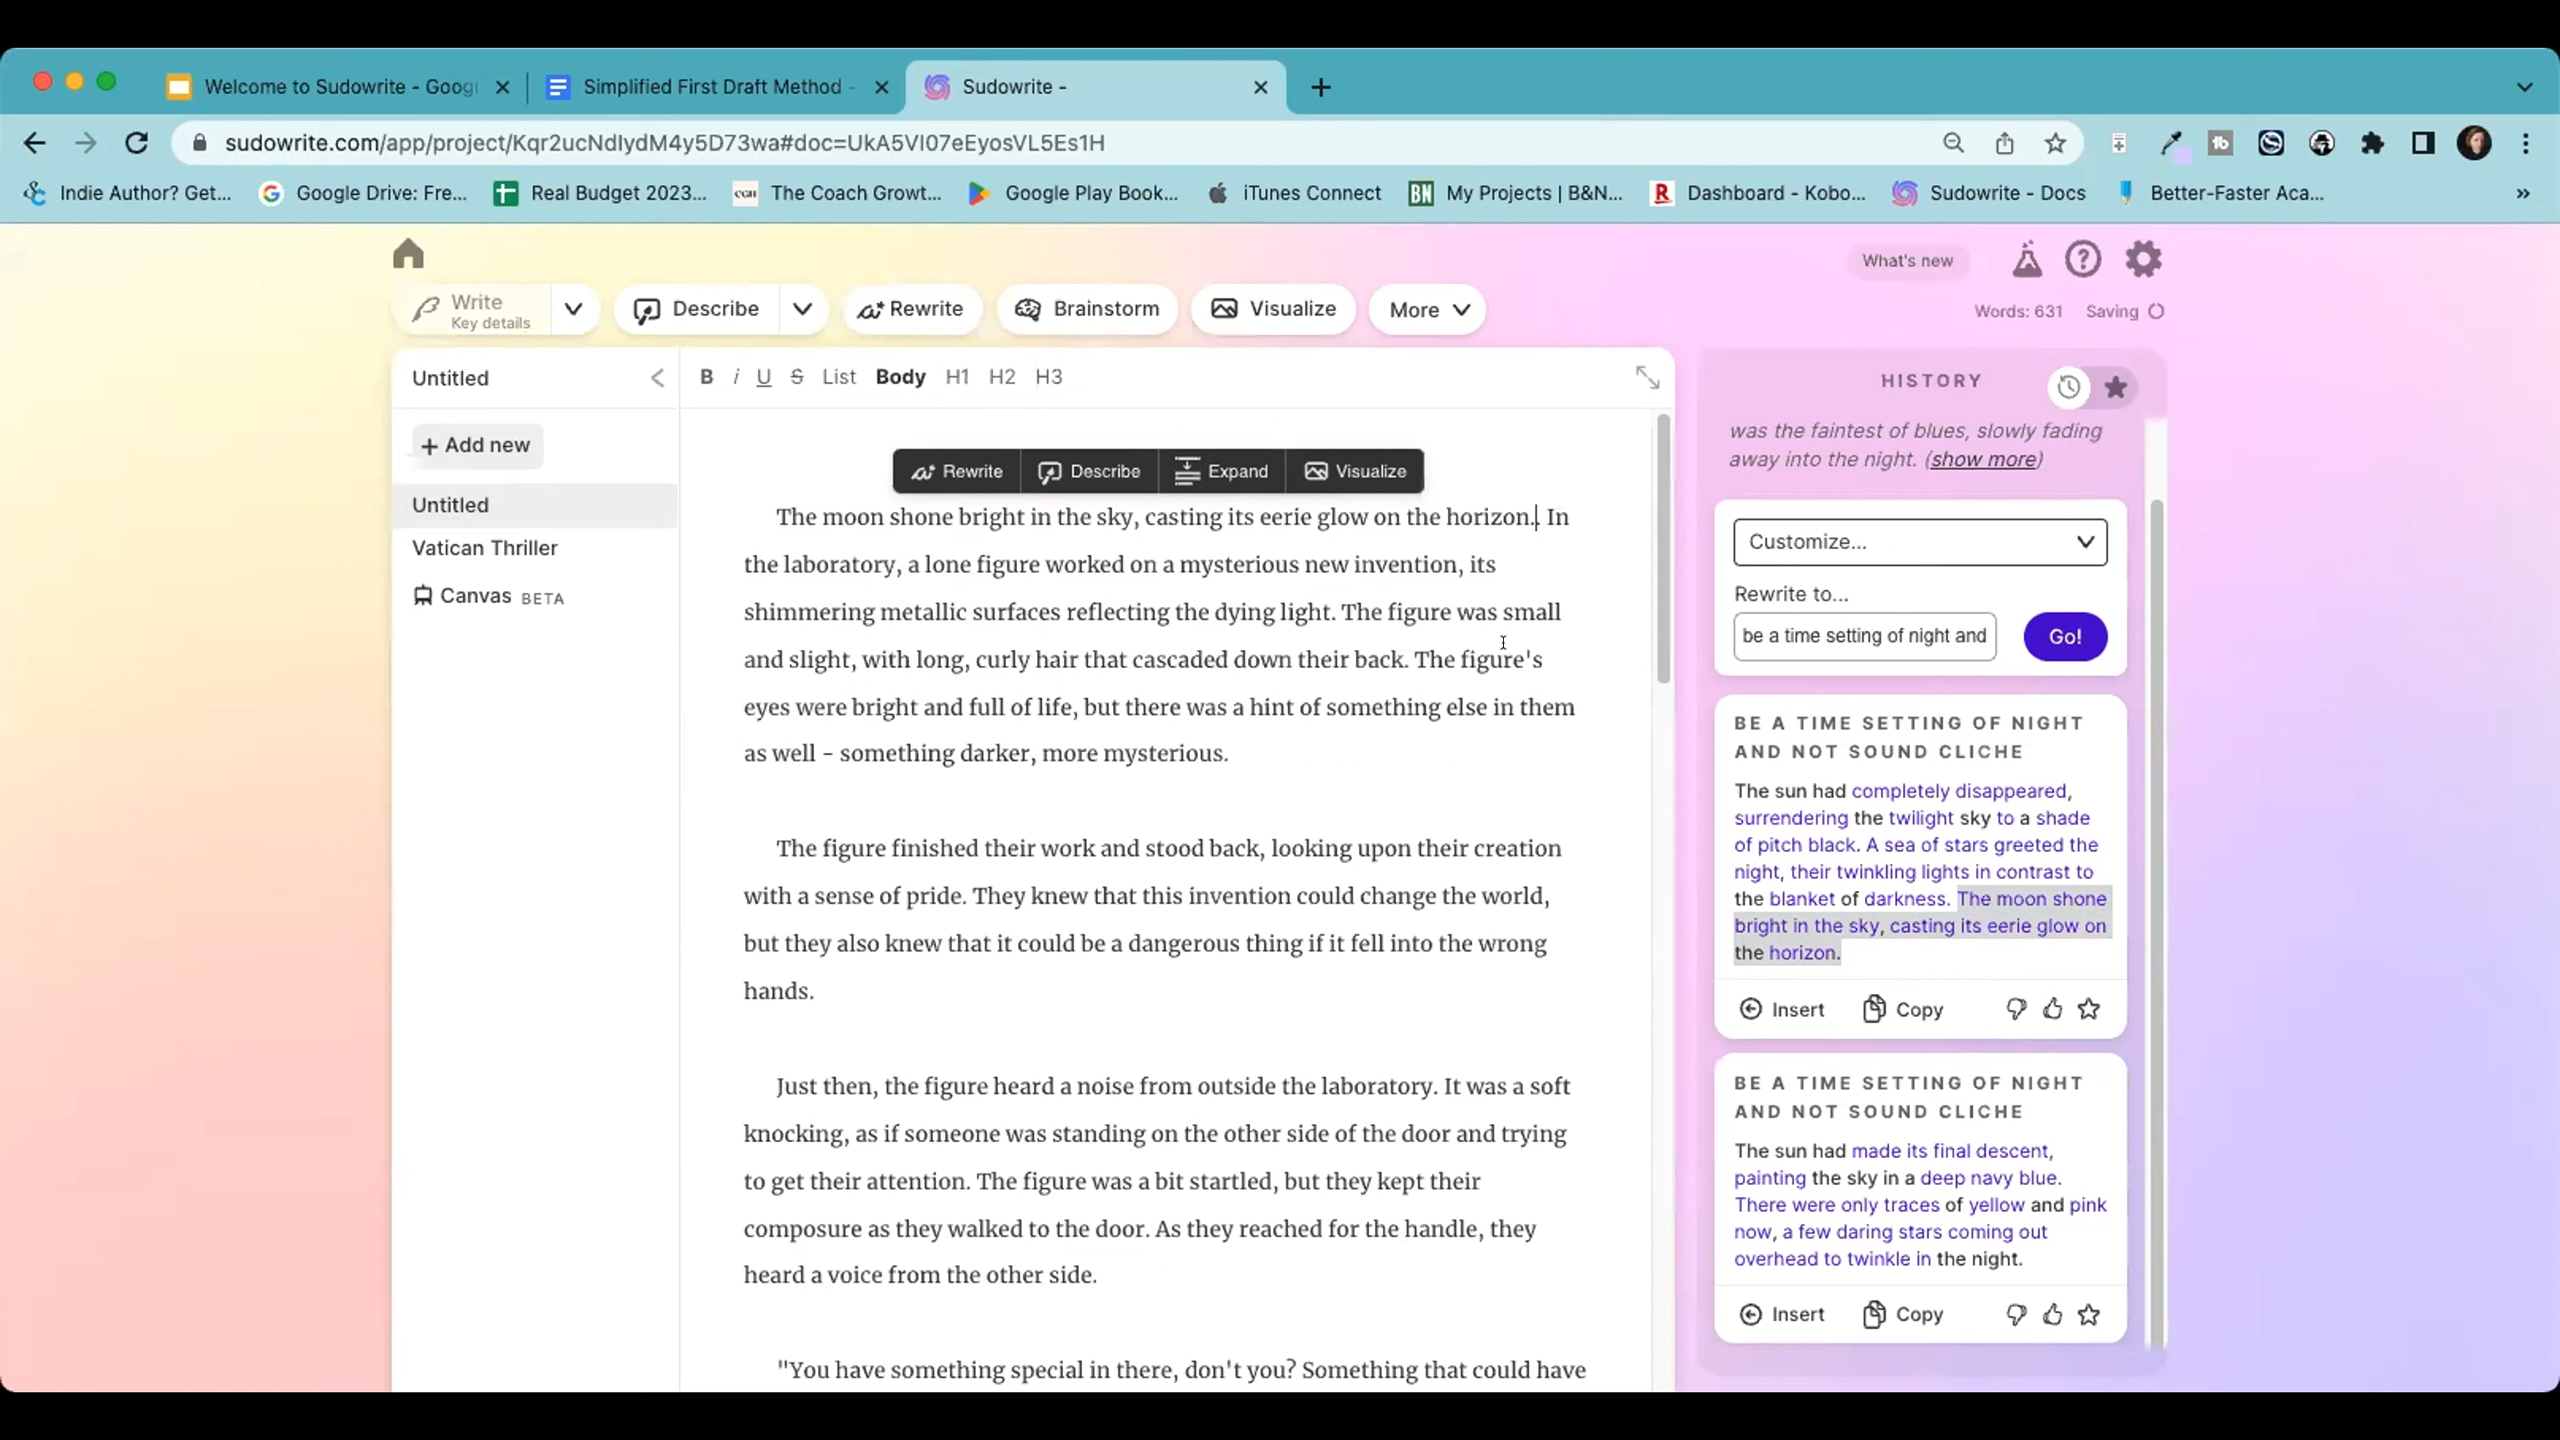 Welcome to Sudowrite - Goog
Simplified First Draft Method -
Sudowrite -
sudowrite.com/app/project/Kqr2ucNdIydM4y5D73wa#doc=UkA5Vl07eEyosVL5Es1H
Indie Author? Get...
Google Drive: Fre...
Real Budget 2023...
The Coach Growt...
Google Play Book...
iTunes Connect
BN
My Projects | B&N...
R
Dashboard - Kobo...
Sudowrite - Docs
Better-Faster Aca...
»
What's new
Write
Key details
Describe
Rewrite
Brainstorm
Visualize
More
Words: 631
Saving
Untitled
+ Add new
Untitled
Vatican Thriller
Canvas BETA
B i U S List Body H1 H2 H3
Rewrite
Describe
Expand
Visualize
The moon shone bright in the sky, casting its eerie glow on the horizon.. In
the laboratory, a lone figure worked on a mysterious new invention, its
shimmering metallic surfaces reflecting the dying light. The figure was small
and slight, with long, curly hair that cascaded down their back. The figure's
eyes were bright and full of life, but there was a hint of something else in them
as well - something darker, more mysterious.
The figure finished their work and stood back, looking upon their creation
with a sense of pride. They knew that this invention could change the world,
but they also knew that it could be a dangerous thing if it fell into the wrong
hands.
Just then, the figure heard a noise from outside the laboratory. It was a soft
knocking, as if someone was standing on the other side of the door and trying
to get their attention. The figure was a bit startled, but they kept their
composure as they walked to the door. As they reached for the handle, they
heard a voice from the other side.
"You have something special in there, don't you? Something that could have
HISTORY
was the faintest of blues, slowly fading
away into the night. (show more)
Customize...
Rewrite to...
be a time setting of night and
Go!
BE A TIME SETTING OF NIGHT
AND NOT SOUND CLICHE
The sun had completely disappeared,
surrendering the twilight sky to a shade
of pitch black. A sea of stars greeted the
night, their twinkling lights in contrast to
the blanket of darkness. The moon shone
bright in the sky, casting its eerie glow on
the horizon.
Insert
Copy
BE A TIME SETTING OF NIGHT
AND NOT SOUND CLICHE
The sun had made its final descent,
painting the sky in a deep navy blue.
There were only traces of yellow and pink
now, a few daring stars coming out
overhead to twinkle in the night.
Insert
Copy